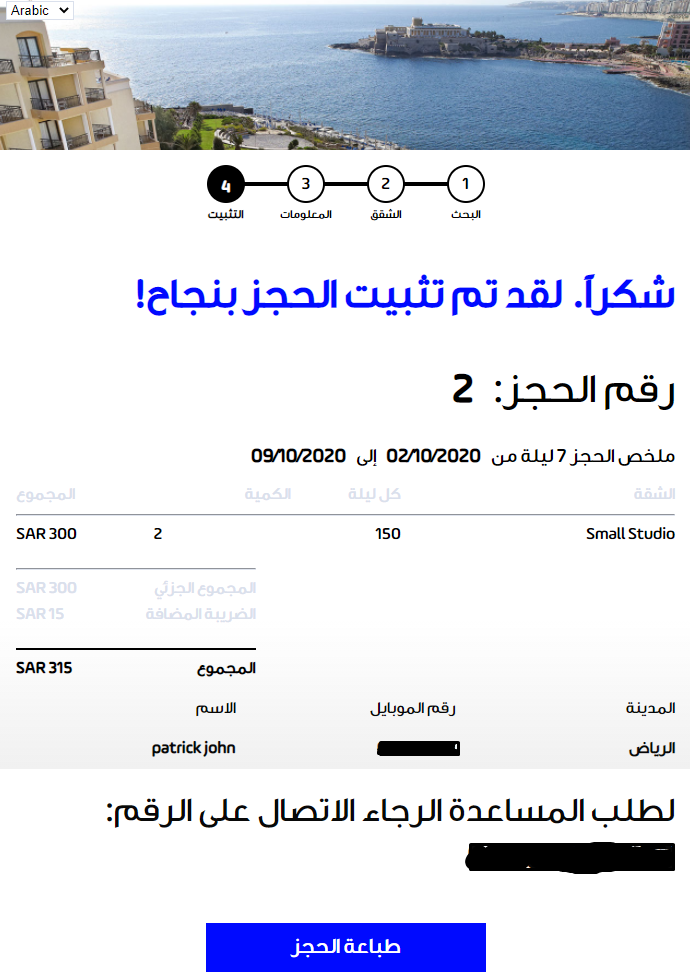 Arabic
1 2 3 4
البحث الشقق المعلومات التثبيت
شكراً. لقد تم تثبيت الحجز بنجاح!
رقم الحجز: 2
ملخص الحجز 7 ليلة من 02/10/2020 إلى 09/10/2020
الشقة كل ليلة الكمية المجموع
Small Studio 150 2 SAR 300
المجموع الجزئي SAR 300
الضريبة المضافة SAR 15
المجموع SAR 315
المدينة رقم الموبايل الاسم
الرياض patrick john
لطلب المساعدة الرجاء الاتصال على الرقم:
طباعة الحجز